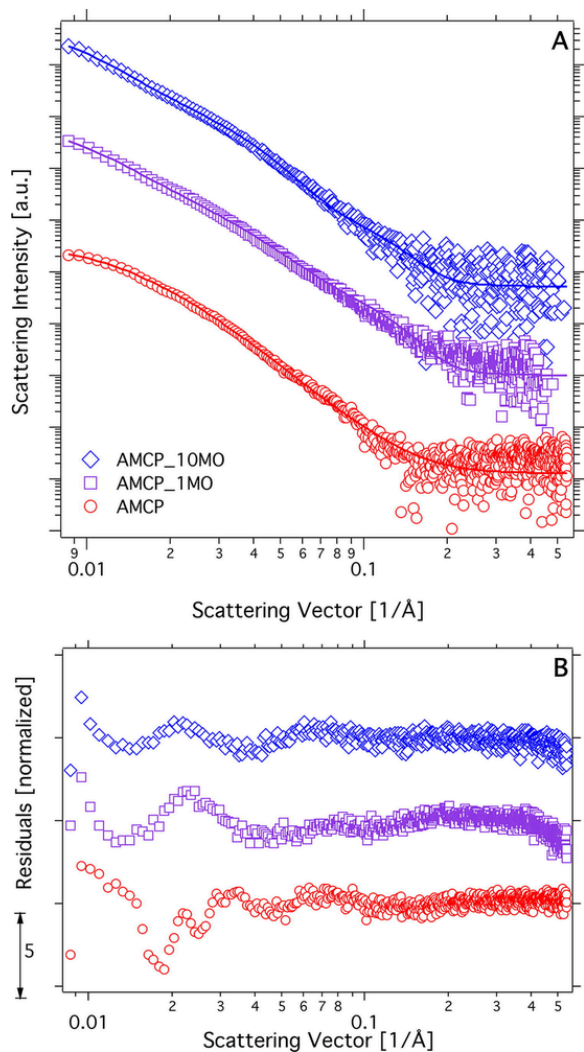 A
Scattering Intensity [a.u.]
AMCP_10MO
AMCP_1MO
AMCP
9 2 3 4 5 6 7 8 9 2 3 4 5
0.01 0.1
Scattering Vector [1/Å]
B
Residuals [normalized]
5
2 3 4 5 6 7 8 2 3 4 5
0.01 0.1
Scattering Vector [1/Å]